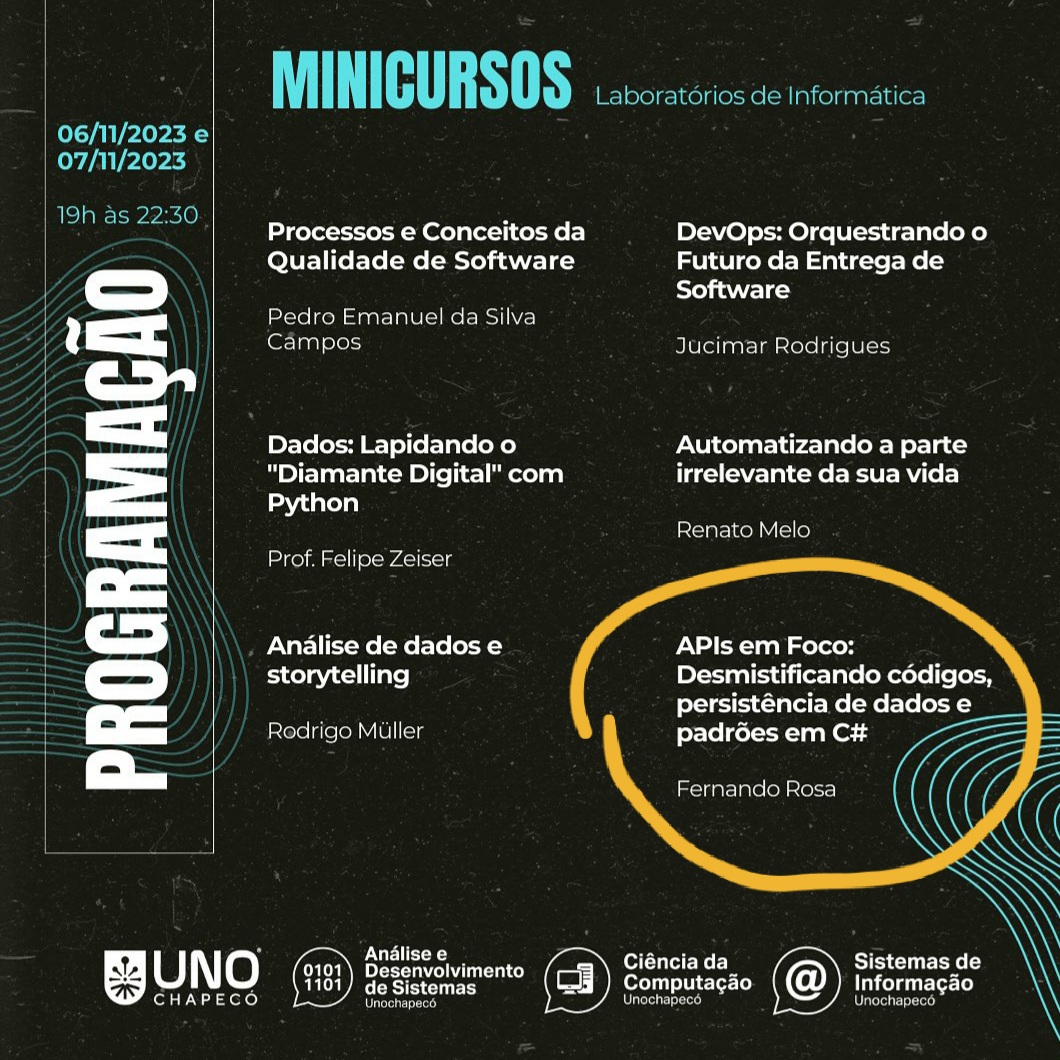 MINICURSOS Laboratórios de Informática
06/11/2023 e
07/11/2023
19h às 22:30
PROGRAMAÇÃO
Processos e Conceitos da
Qualidade de Software
Pedro Emanuel da Silva
Campos
DevOps: Orquestrando o
Futuro da Entrega de
Software
Jucimar Rodrigues
Dados: Lapidando o
"Diamante Digital" com
Python
Prof. Felipe Zeiser
Automatizando a parte
irrelevante da sua vida
Renato Melo
Análise de dados e
storytelling
Rodrigo Müller
APIs em Foco:
Desmistificando códigos,
persistência de dados e
padrões em C#
Fernando Rosa
UNO
CHAPECÓ
0101
1101
Análise e
Desenvolvimento
de Sistemas
Unochapecó
Ciência da
Computação
Unochapecó
@
Sistemas de
Informação
Unochapecó